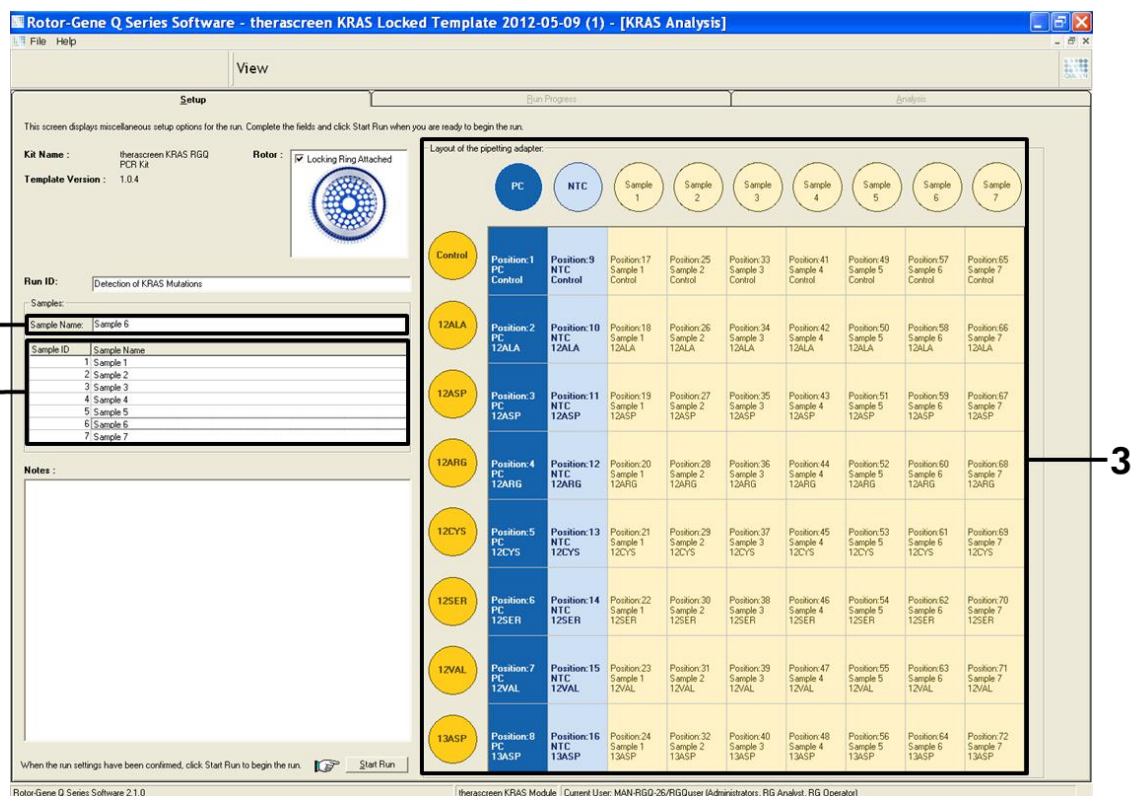 Rotor-Gene Q Series Software - therascreen KRAS Locked Template 2012-05-09 (1) - [KRAS Analysis]
File Help
View
Setup
Run Progress
Analysis
This screen displays miscellaneous setup options for the run. Complete the fields and click Start Run when you are ready to begin the run.
Kit Name : therascreen KRAS RGQ
PCR Kit
Template Version : 1.0.4
Rotor :
Locking Ring Attached
Run ID: Detection of KRAS Mutations
Samples:
Sample Name: Sample 6
Sample ID Sample Name
1 Sample 1
2 Sample 2
3 Sample 3
4 Sample 4
5 Sample 5
6 Sample 6
7 Sample 7
Notes :
When the run settings have been confirmed, click Start Run to begin the run.
Start Run
Layout of the pipetting adapter:
PC NTC Sample Sample Sample Sample Sample Sample Sample
1 2 3 4 5 6 7
Control
Position:1 Position:9 Position:17 Position:25 Position:33 Position:41 Position:49 Position:57 Position:65
PC NTC Sample 1 Sample 2 Sample 3 Sample 4 Sample 5 Sample 6 Sample 7
Control Control Control Control Control Control Control Control Control
12ALA
Position:2 Position:10 Position:18 Position:26 Position:34 Position:42 Position:50 Position:58 Position:66
PC NTC Sample 1 Sample 2 Sample 3 Sample 4 Sample 5 Sample 6 Sample 7
12ALA 12ALA 12ALA 12ALA 12ALA 12ALA 12ALA 12ALA 12ALA
12ASP
Position:3 Position:11 Position:19 Position:27 Position:35 Position:43 Position:51 Position:59 Position:67
PC NTC Sample 1 Sample 2 Sample 3 Sample 4 Sample 5 Sample 6 Sample 7
12ASP 12ASP 12ASP 12ASP 12ASP 12ASP 12ASP 12ASP 12ASP
12ARG
Position:4 Position:12 Position:20 Position:28 Position:36 Position:44 Position:52 Position:60 Position:68
PC NTC Sample 1 Sample 2 Sample 3 Sample 4 Sample 5 Sample 6 Sample 7
12ARG 12ARG 12ARG 12ARG 12ARG 12ARG 12ARG 12ARG 12ARG
12CYS
Position:5 Position:13 Position:21 Position:29 Position:37 Position:45 Position:53 Position:61 Position:69
PC NTC Sample 1 Sample 2 Sample 3 Sample 4 Sample 5 Sample 6 Sample 7
12CYS 12CYS 12CYS 12CYS 12CYS 12CYS 12CYS 12CYS 12CYS
12SER
Position:6 Position:14 Position:22 Position:30 Position:38 Position:46 Position:54 Position:62 Position:70
PC NTC Sample 1 Sample 2 Sample 3 Sample 4 Sample 5 Sample 6 Sample 7
12SER 12SER 12SER 12SER 12SER 12SER 12SER 12SER 12SER
12VAL
Position:7 Position:15 Position:23 Position:31 Position:39 Position:47 Position:55 Position:63 Position:71
PC NTC Sample 1 Sample 2 Sample 3 Sample 4 Sample 5 Sample 6 Sample 7
12VAL 12VAL 12VAL 12VAL 12VAL 12VAL 12VAL 12VAL 12VAL
13ASP
Position:8 Position:16 Position:24 Position:32 Position:40 Position:48 Position:56 Position:64 Position:72
PC NTC Sample 1 Sample 2 Sample 3 Sample 4 Sample 5 Sample 6 Sample 7
13ASP 13ASP 13ASP 13ASP 13ASP 13ASP 13ASP 13ASP 13ASP
3
Rotor-Gene Q Series Software 2.1.0
therascreen KRAS Module
Current User: MAN-RGQ-26/RGQuser (Administrators, RG Analyst, RG Operator)